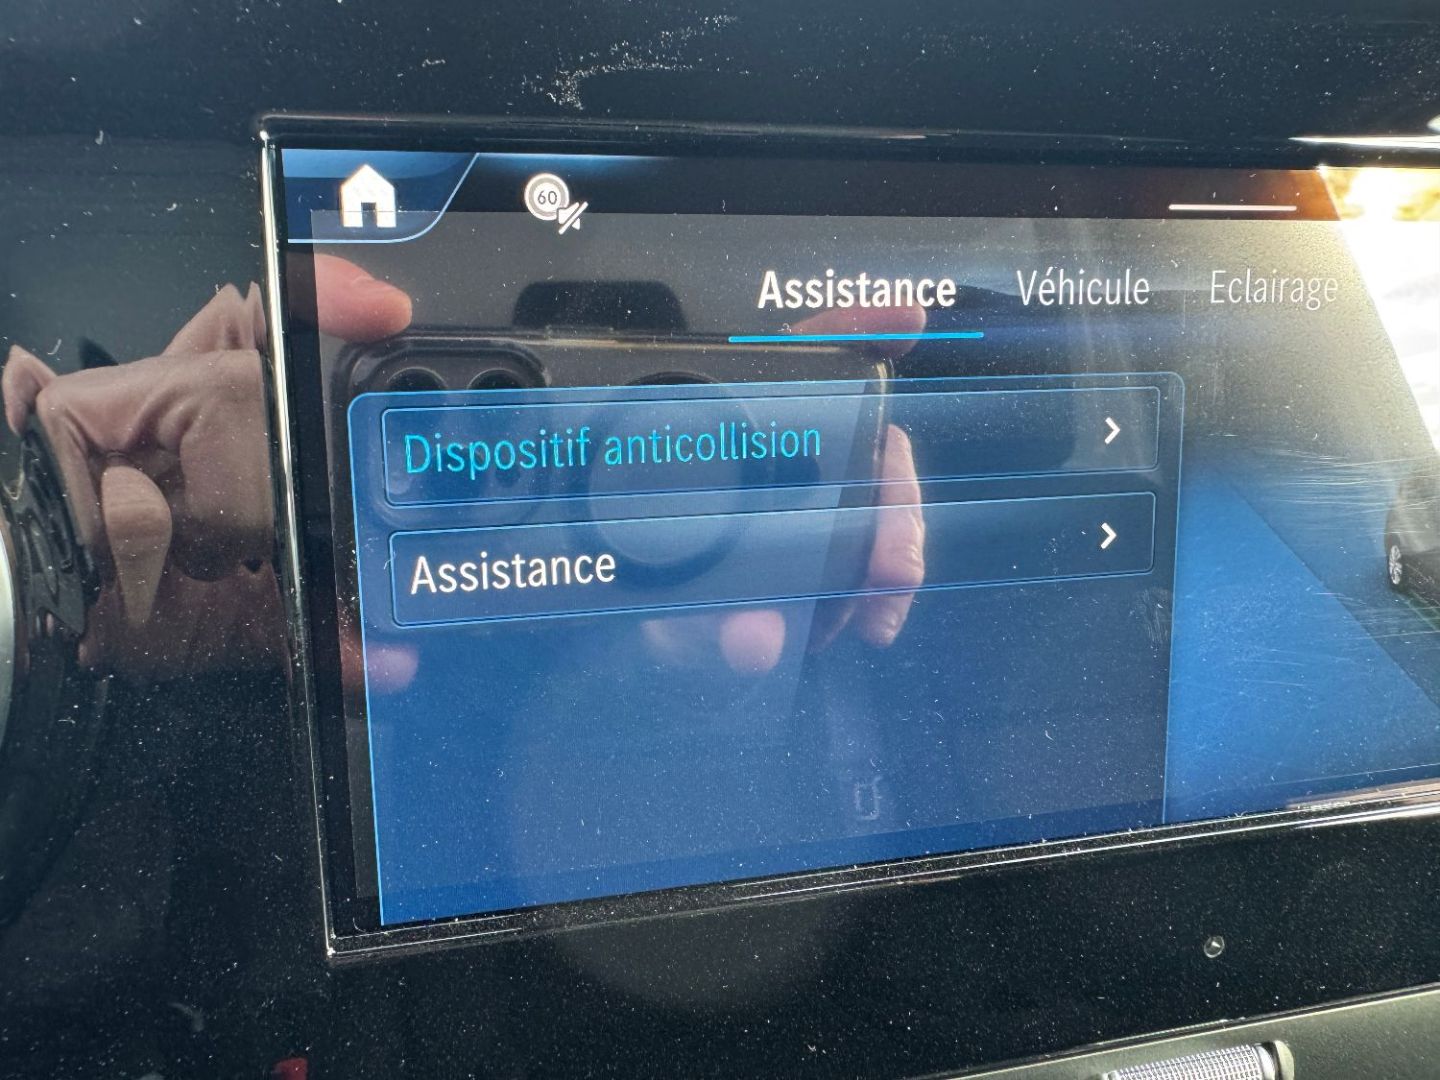 60
Assistance Véhicule Eclairage
Dispositif anticollision
Assistance